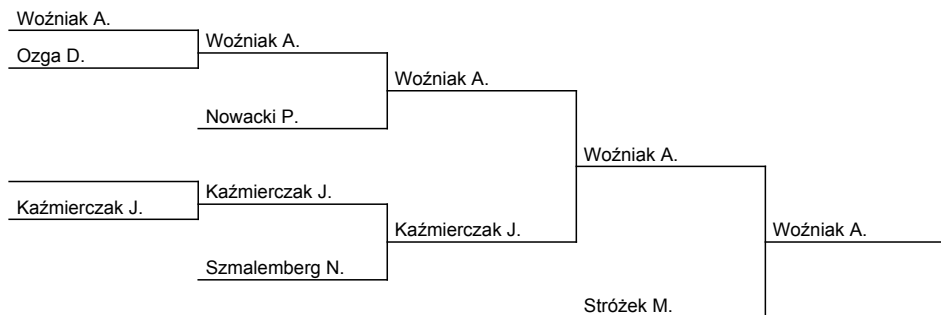 Woźniak A.
Ozga D.
Woźniak A.
Nowacki P.
Woźniak A.
Kaźmierczak J.
Kaźmierczak J.
Szmalemberg N.
Kaźmierczak J.
Woźniak A.
Stróżek M.
Woźniak A.